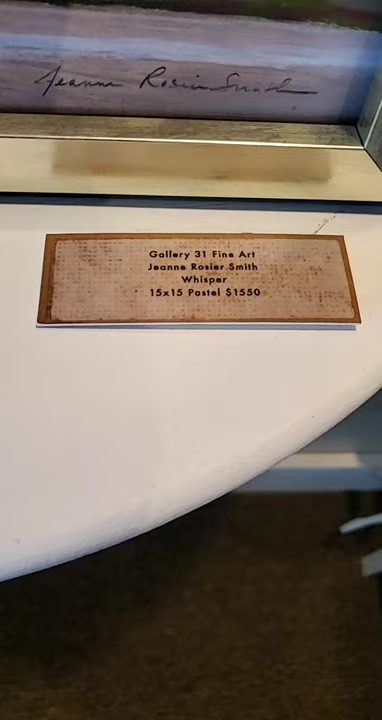 Jeanne Rosier Smith
Gallery 31 Fine Art
Jeanne Rosier Smith
Whisper
15x15 Pastel $1550